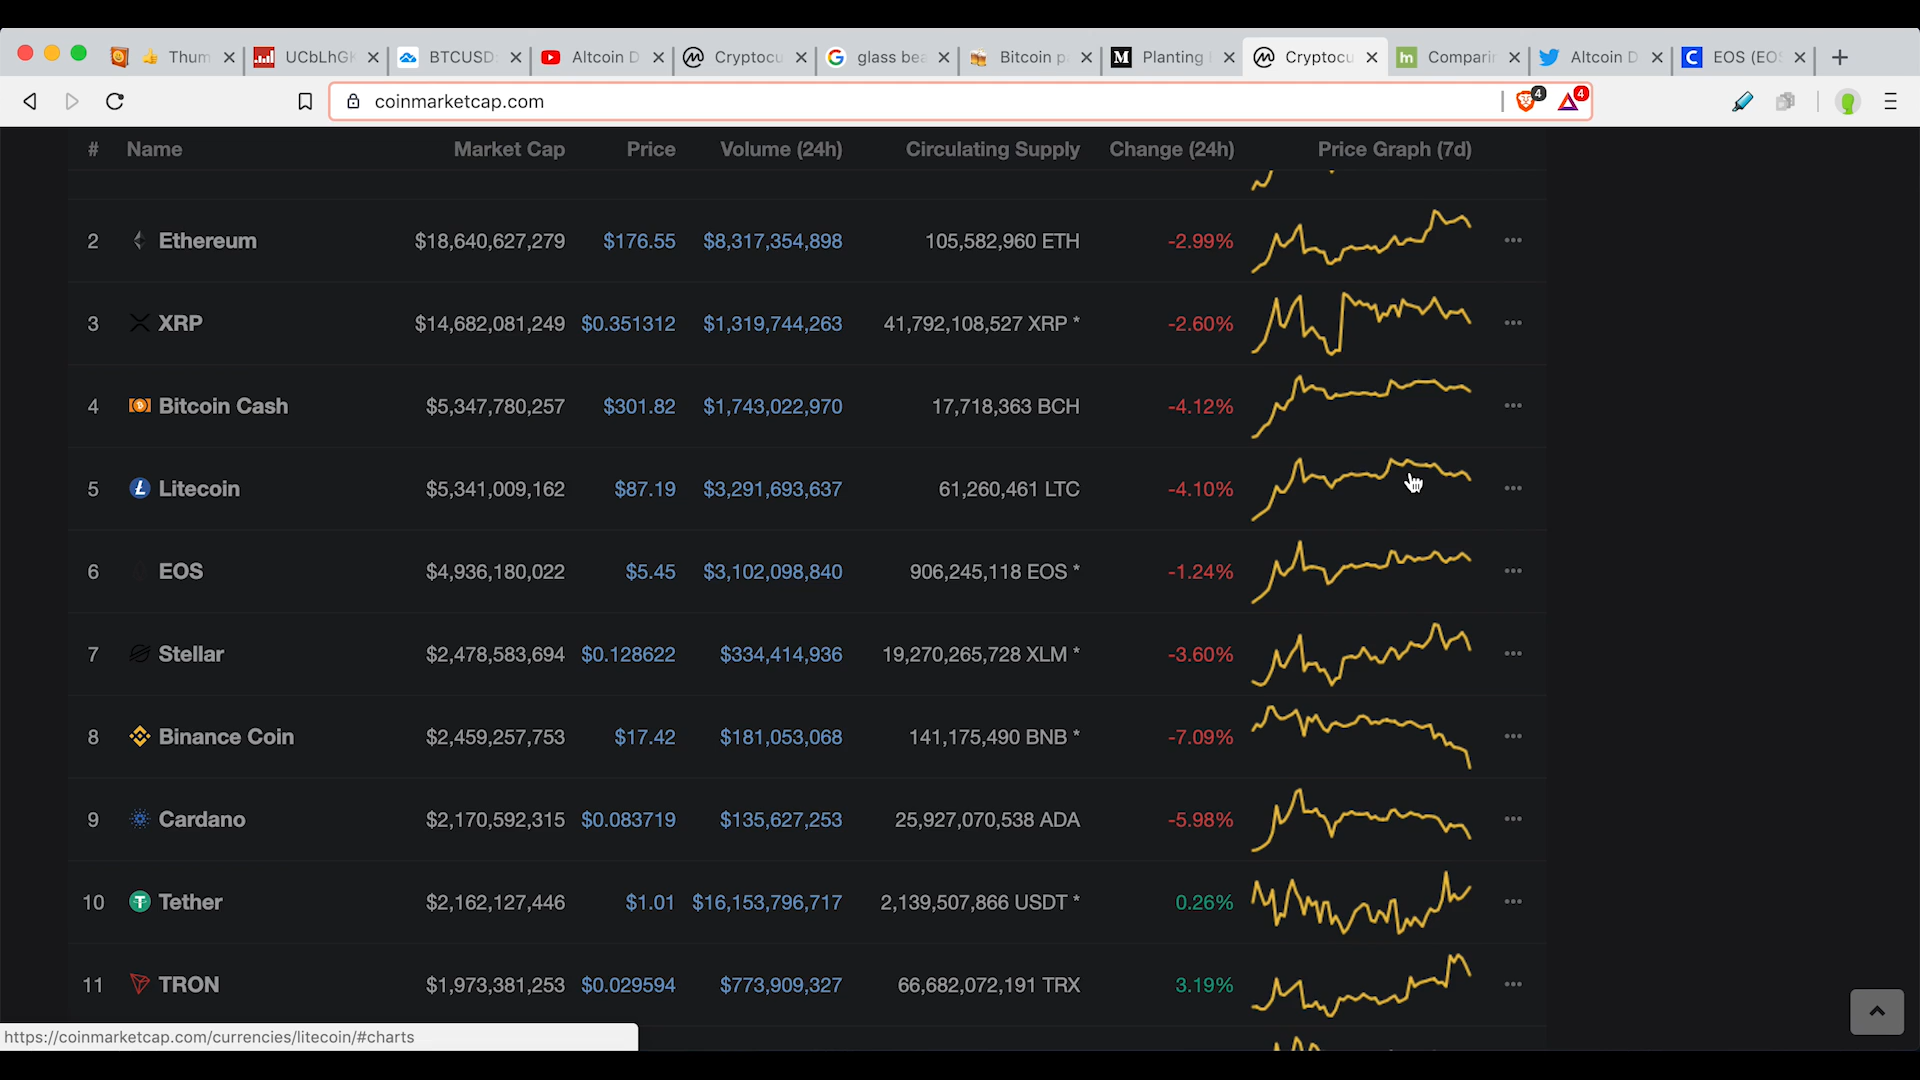 Thum
UCbLhGK
BTCUSD:
Altcoin D
Cryptocu
glass bea
Bitcoin p
M Planting
Cryptocu
hm Comparin
Altcoin D
C EOS (EOS
coinmarketcap.com
4
4
# Name Market Cap Price Volume (24h) Circulating Supply Change (24h) Price Graph (7d)
2 Ethereum $18,640,627,279 $176.55 $8,317,354,898 105,582,960 ETH -2.99%
3 XRP $14,682,081,249 $0.351312 $1,319,744,263 41,792,108,527 XRP * -2.60%
4 Bitcoin Cash $5,347,780,257 $301.82 $1,743,022,970 17,718,363 BCH -4.12%
5 Litecoin $5,341,009,162 $87.19 $3,291,693,637 61,260,461 LTC -4.10%
6 EOS $4,936,180,022 $5.45 $3,102,098,840 906,245,118 EOS * -1.24%
7 Stellar $2,478,583,694 $0.128622 $334,414,936 19,270,265,728 XLM * -3.60%
8 Binance Coin $2,459,257,753 $17.42 $181,053,068 141,175,490 BNB * -7.09%
9 Cardano $2,170,592,315 $0.083719 $135,627,253 25,927,070,538 ADA -5.98%
10 Tether $2,162,127,446 $1.01 $16,153,796,717 2,139,507,866 USDT * 0.26%
11 TRON $1,973,381,253 $0.029594 $773,909,327 66,682,072,191 TRX 3.19%
https://coinmarketcap.com/currencies/litecoin/#charts